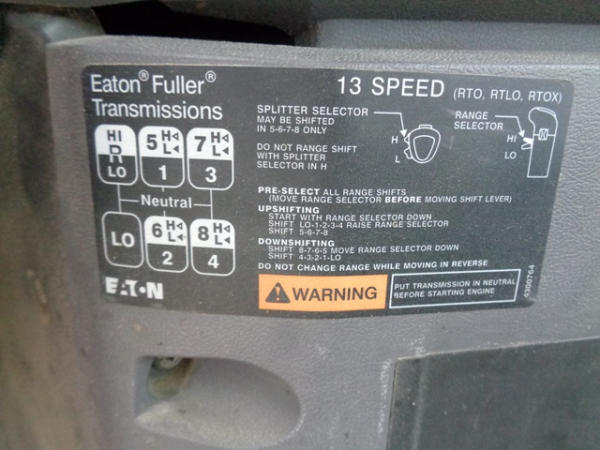 Eaton® Fuller®
Transmissions
13 SPEED (RTO, RTLO, RTOX)
HI
R
LO
5 H L
1
7 H L
3
Neutral
LO
6 H L
2
8 H L
4
EATON
SPLITTER SELECTOR
MAY BE SHIFTED
IN 5-6-7-8 ONLY
DO NOT RANGE SHIFT
WITH SPLITTER
SELECTOR IN H
H
L
RANGE
SELECTOR
HI
LO
PRE-SELECT ALL RANGE SHIFTS
(MOVE RANGE SELECTOR BEFORE MOVING SHIFT LEVER)
UPSHIFTING
START WITH RANGE SELECTOR DOWN
SHIFT LO-1-2-3-4 RAISE RANGE SELECTOR
SHIFT 5-6-7-8
DOWNSHIFTING
SHIFT 8-7-6-5 MOVE RANGE SELECTOR DOWN
SHIFT 4-3-2-1-LO
DO NOT CHANGE RANGE WHILE MOVING IN REVERSE
WARNING
PUT TRANSMISSION IN NEUTRAL
BEFORE STARTING ENGINE
4300764